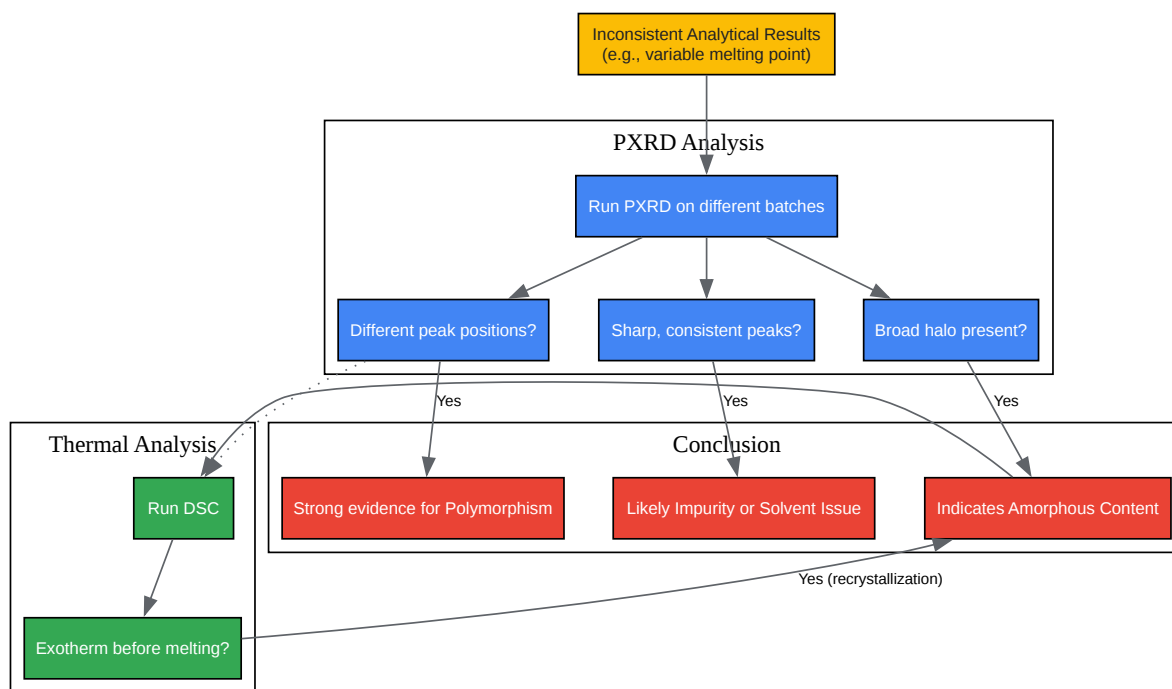 Inconsistent Analytical Results
(e.g., variable melting point)
PXRD Analysis
Run PXRD on different batches
Different peak positions?
Sharp, consistent peaks?
Broad halo present?
Yes
Yes
Yes
Thermal Analysis
Conclusion
Run DSC
Strong evidence for Polymorphism
Likely Impurity or Solvent Issue
Indicates Amorphous Content
Yes (recrystallization)
Exotherm before melting?